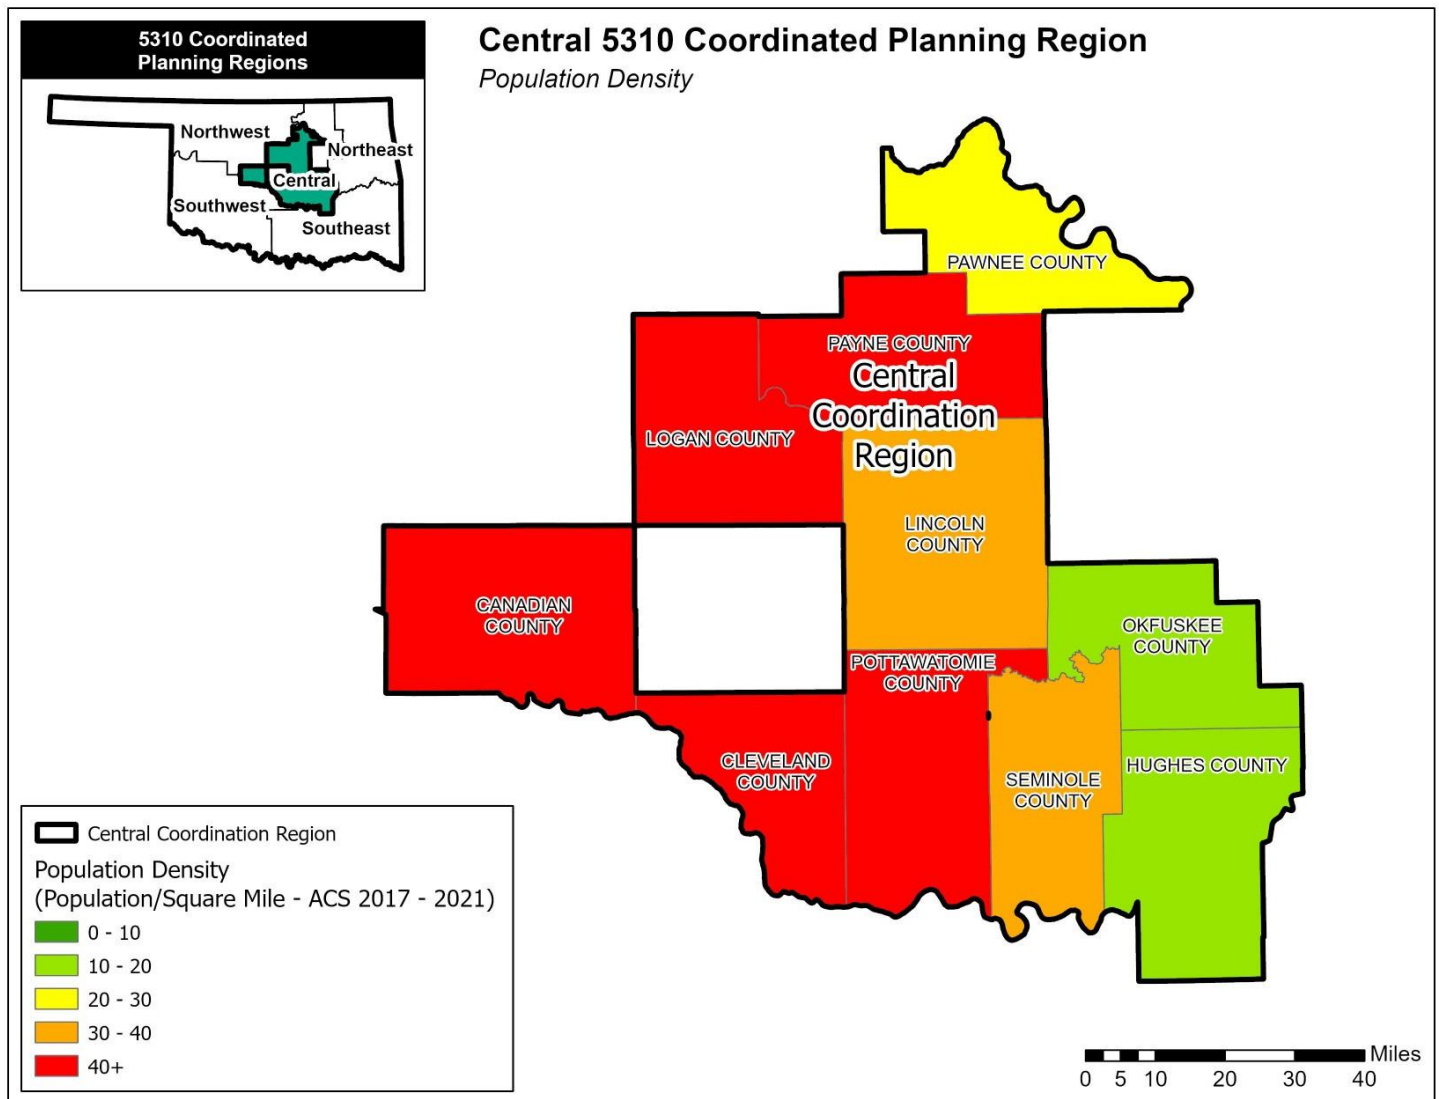 5310 Coordinated
Planning Regions
Northwest
Northeast
Central
Southwest
Southeast
Central 5310 Coordinated Planning Region
Population Density
PAWNEE COUNTY
PAYNE COUNTY
Central
Coordination
Region
LOGAN COUNTY
LINCOLN
COUNTY
CANADIAN
COUNTY
OKFUSKEE
COUNTY
POTTAWATOMIE
COUNTY
CLEVELAND
COUNTY
SEMINOLE
COUNTY
HUGHES COUNTY
Central Coordination Region
Population Density
(Population/Square Mile - ACS 2017 - 2021)
0 - 10
10 - 20
20 - 30
30 - 40
40+
Miles
0 5 10 20 30 40